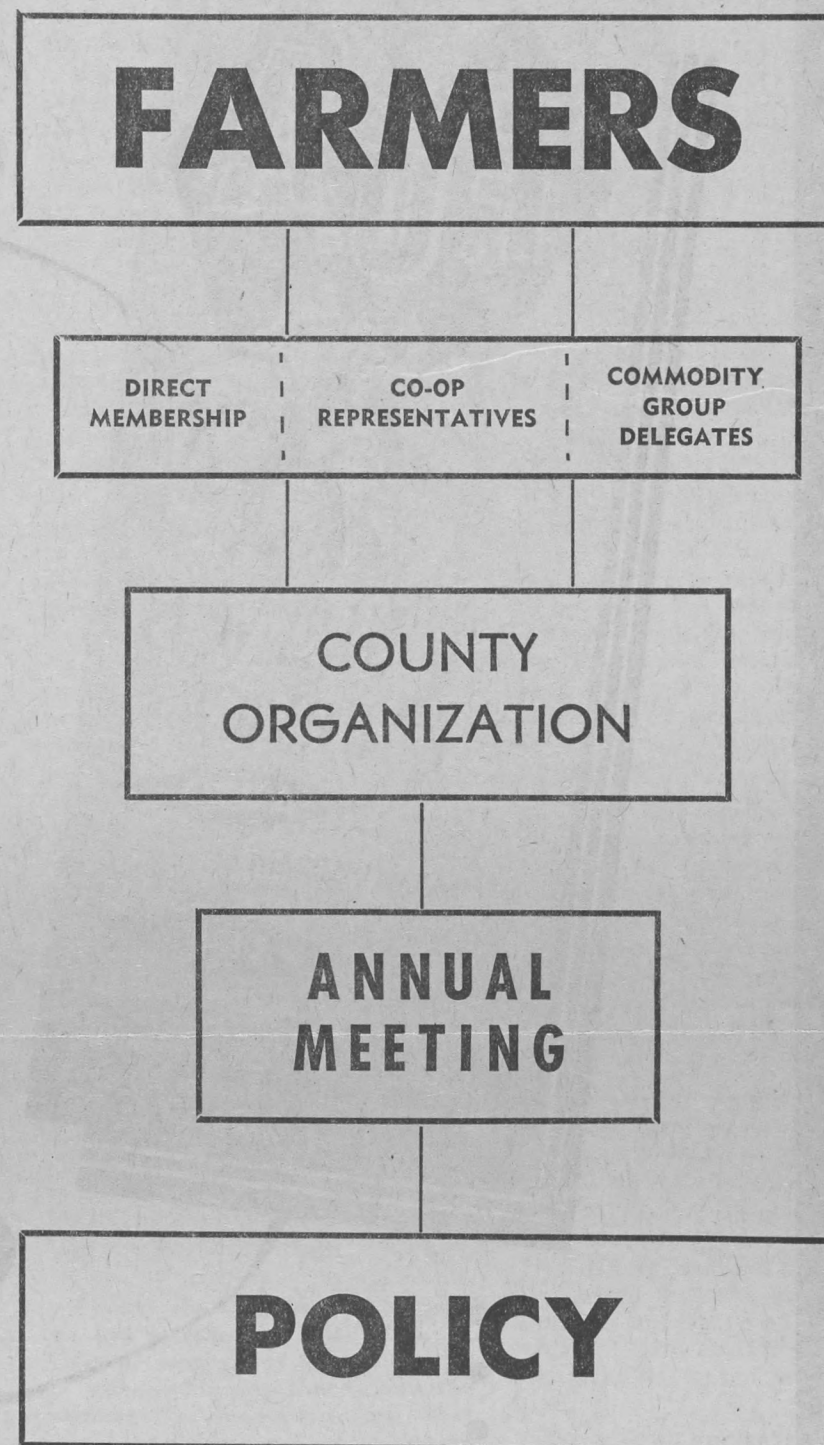 FARMERS
DIRECT
MEMBERSHIP
CO-OP
REPRESENTATIVES
COMMODITY
GROUP
DELEGATES
COUNTY
ORGANIZATION
ANNUAL
MEETING
POLICY